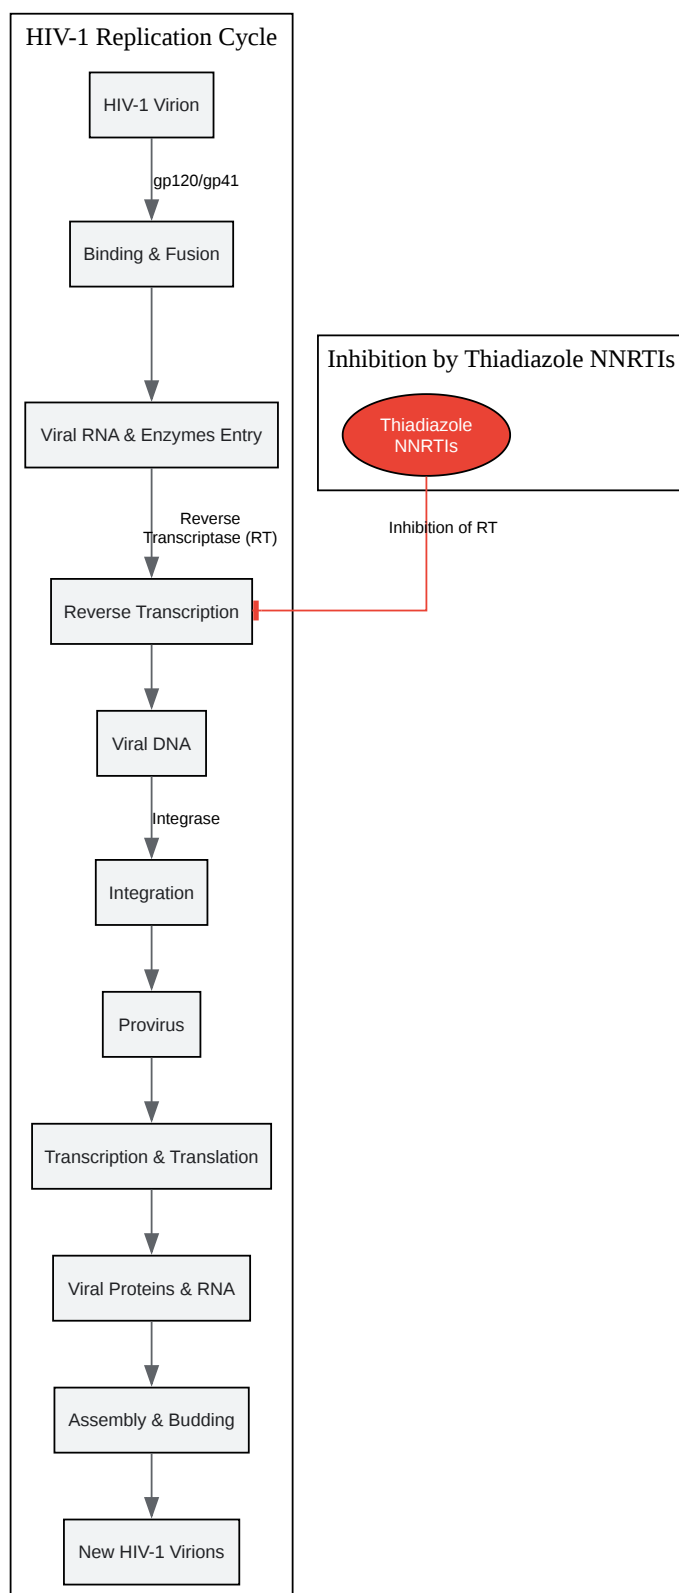 HIV-1 Replication Cycle
HIV-1 Virion
gp120/gp41
Binding & Fusion
Viral RNA & Enzymes Entry
Reverse
Transcriptase (RT)
Reverse Transcription
Viral DNA
Integrase
Integration
Provirus
Transcription & Translation
Viral Proteins & RNA
Assembly & Budding
New HIV-1 Virions
Inhibition by Thiadiazole NNRTIs
Thiadiazole
NNRTIs
Inhibition of RT